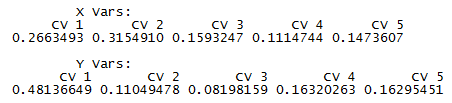 X Vars:
CV 1 CV 2 CV 3 CV 4 CV 5
0.2663493 0.3154910 0.1593247 0.1114744 0.1473607
Y Vars:
CV 1 CV 2 CV 3 CV 4 CV 5
0.48136649 0.11049478 0.08198159 0.16320263 0.16295451